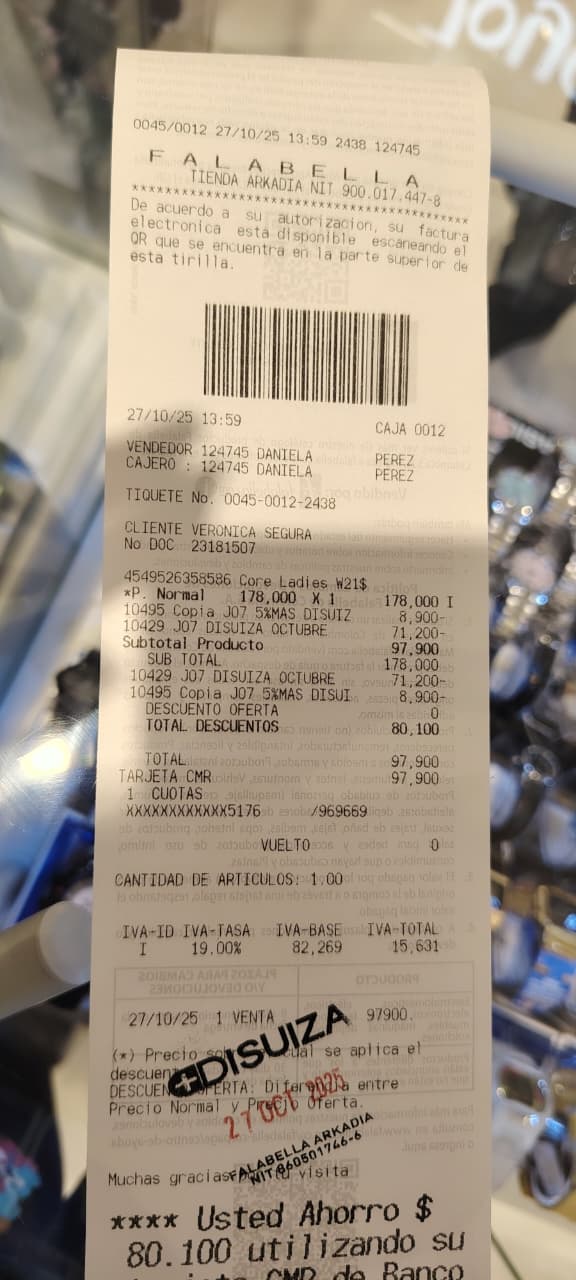 0045/0012 27/10/25 13:59 2438 124745
F A L A B E L L A
TIENDA ARKADIA NIT 900.017.447-8
****************************************
De acuerdo a su autorizacion, su factura
electronica está disponible escaneando el
QR que se encuentra en la parte superior de
esta tirilla.
27/10/25 13:59 CAJA 0012
VENDEDOR 124745 DANIELA PEREZ
CAJERO : 124745 DANIELA PEREZ
TIQUETE No. 0045-0012-2438
CLIENTE VERONICA SEGURA
No DOC 23181507
4549526358586 Core Ladies W21$
*P. Normal 178,000 X 1 178,000 I
10495 Copia J07 5%MAS DISUIZ 8,900-
10429 J07 DISUIZA OCTUBRE 71,200-
Subtotal Producto 97,900
SUB TOTAL 178,000
10429 J07 DISUIZA OCTUBRE 71,200-
10495 Copia J07 5%MAS DISUI 8,900-
DESCUENTO OFERTA 0
TOTAL DESCUENTOS 80,100
TOTAL 97,900
TARJETA CMR 97,900
1 CUOTAS
XXXXXXXXXXXX5176 /969669
VUELTO 0
CANTIDAD DE ARTICULOS: 1.00
IVA-ID IVA-TASA IVA-BASE IVA-TOTAL
I 19.00% 82,269 15,631
27/10/25 1 VENTA 97900.
DISUIZA
(*) Precio cual se aplica el
27 OCT 2025
DESCUENTO OFERTA: Diferencia entre
Precio Normal y Precio Oferta.
FALABELLA ARKADIA
NIT 860501746-6
Muchas gracias visita
**** Usted Ahorro $
80.100 utilizando su
CMR de Banco